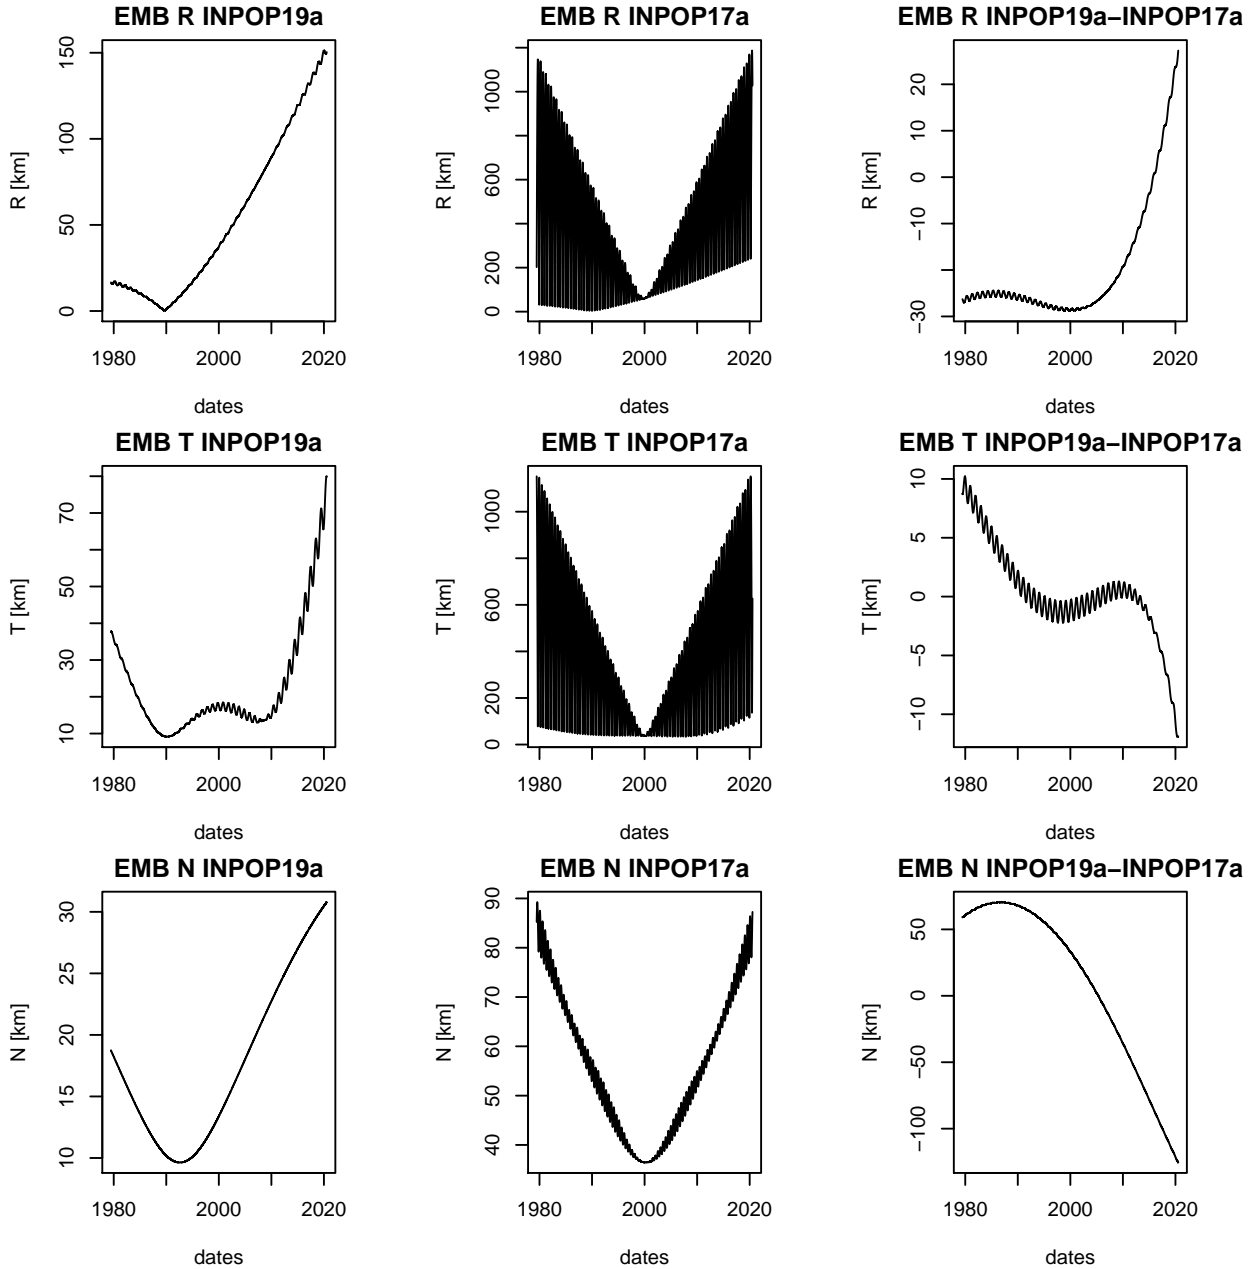 EMB R INPOP19a EMB R INPOP17a EMB R INPOP19a−INPOP17a
R [km] 0 50 100 150
R [km] 0 200 600 1000
R [km] −30 −10 0 10 20
1980 2000 2020 1980 2000 2020 1980 2000 2020
dates dates dates
EMB T INPOP19a EMB T INPOP17a EMB T INPOP19a−INPOP17a
T [km] 10 30 50 70
T [km] 0 200 600 1000
T [km] −10 −5 0 5 10
1980 2000 2020 1980 2000 2020 1980 2000 2020
dates dates dates
EMB N INPOP19a EMB N INPOP17a EMB N INPOP19a−INPOP17a
N [km] 10 15 20 25 30
N [km] 40 50 60 70 80 90
N [km] −100 −50 0 50
1980 2000 2020 1980 2000 2020 1980 2000 2020
dates dates dates